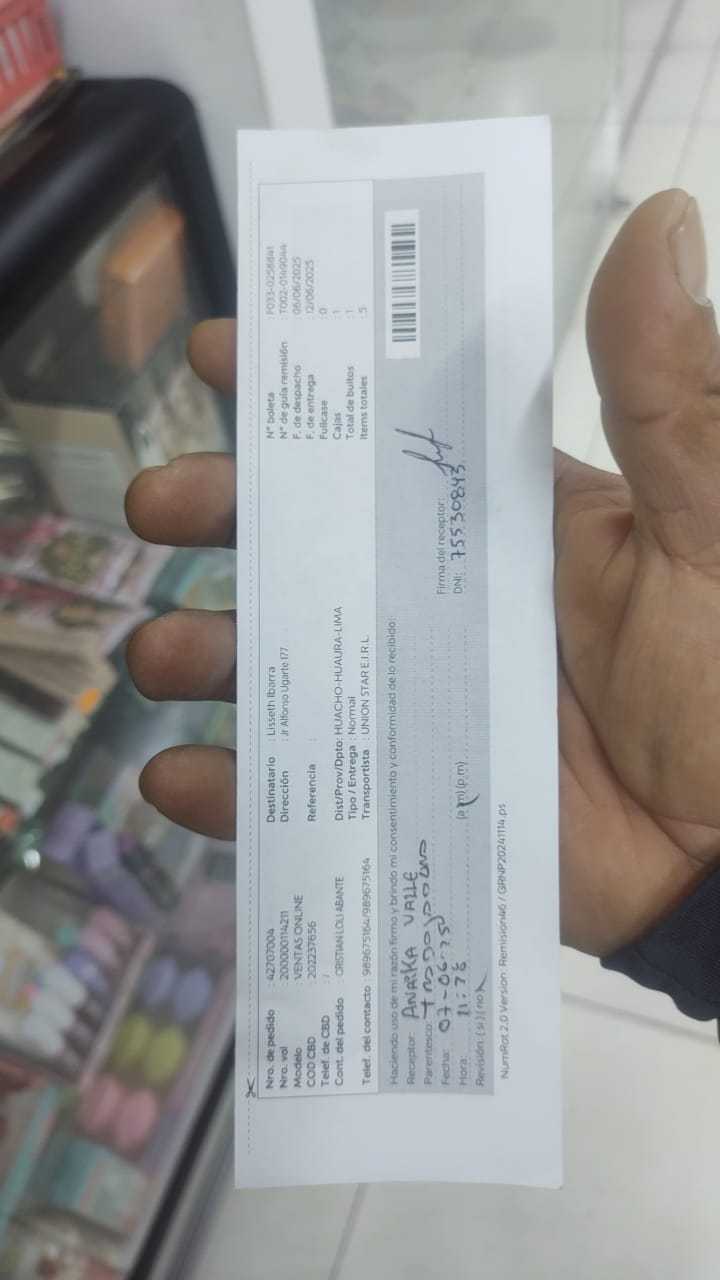 Nro. de pedido : 42707004
Nro. val : 200000114211
Modelo : VENTAS ONLINE
COD CBD : 202237656
Telef. de CBD : /
Cont. del pedido : CRISTIAN LOLI ABANTE
Telef. del contacto : 989675164/989675164
Destinatario : Lisseth Ibarra
Dirección : Jr Alfonso Ugarte 177
Referencia :
Dist/Prov/Dpto: HUACHO-HUAURA-LIMA
Tipo / Entrega : Normal
Transportista : UNION STAR E.I.R.L.
N° boleta
N° de guía remisión : T002-0149044
F. de despacho : 06/06/2025
F. de entrega : 12/06/2025
Fullcase : 0
Cajas : 1
Total de bultos : 1
Items totales : 5
Haciendo uso de mi razón firmo y brindo mi consentimiento y conformidad de lo recibido:
Receptor: ANAIKA VALLE
Parentesco:
Fecha: 07-06-25
Hora: (a.m) (p.m)
Revisión: (si) (no)
Firma del receptor:
DNI: 75530843
NumRot 2.0 Version Remision46 / GRNP20241114.ps